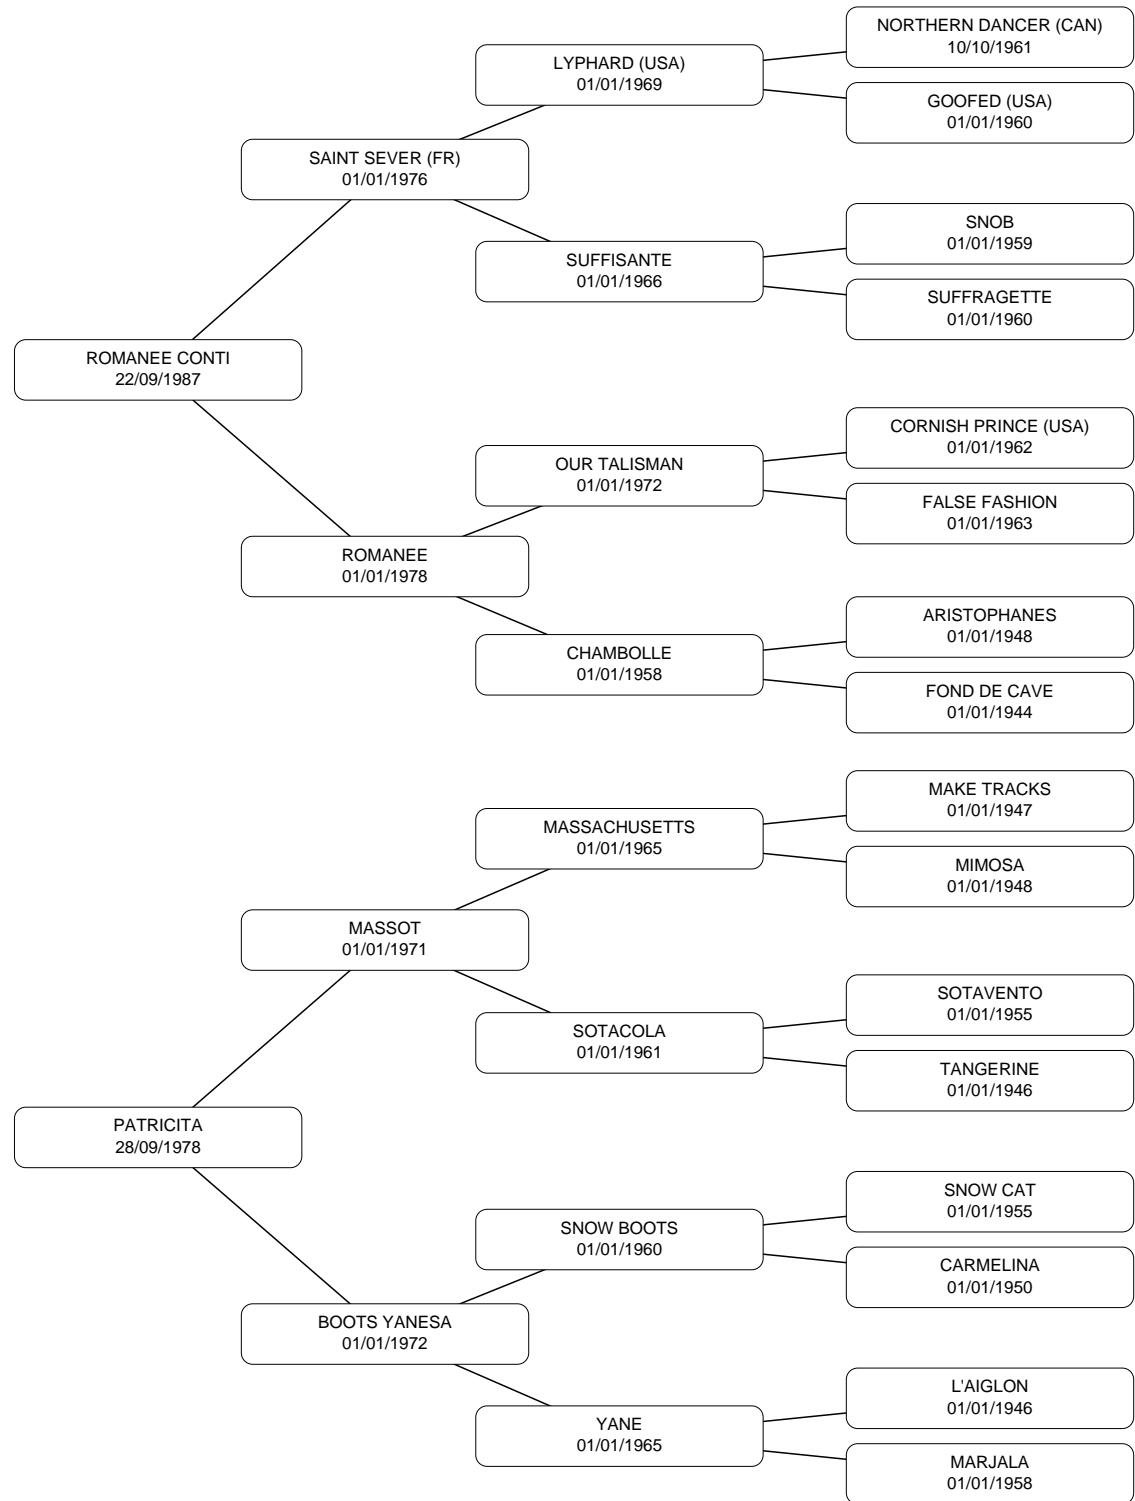 NORTHERN DANCER (CAN)
10/10/1961
LYPHARD (USA)
01/01/1969
GOOFED (USA)
01/01/1960
SAINT SEVER (FR)
01/01/1976
SNOB
01/01/1959
SUFFISANTE
01/01/1966
SUFFRAGETTE
01/01/1960
ROMANEE CONTI
22/09/1987
CORNISH PRINCE (USA)
01/01/1962
OUR TALISMAN
01/01/1972
FALSE FASHION
01/01/1963
ROMANEE
01/01/1978
ARISTOPHANES
01/01/1948
CHAMBOLLE
01/01/1958
FOND DE CAVE
01/01/1944
MAKE TRACKS
01/01/1947
MASSACHUSETTS
01/01/1965
MIMOSA
01/01/1948
MASSOT
01/01/1971
SOTAVENTO
01/01/1955
SOTACOLA
01/01/1961
TANGERINE
01/01/1946
PATRICITA
28/09/1978
SNOW CAT
01/01/1955
SNOW BOOTS
01/01/1960
CARMELINA
01/01/1950
BOOTS YANESA
01/01/1972
L'AIGLON
01/01/1946
YANE
01/01/1965
MARJALA
01/01/1958